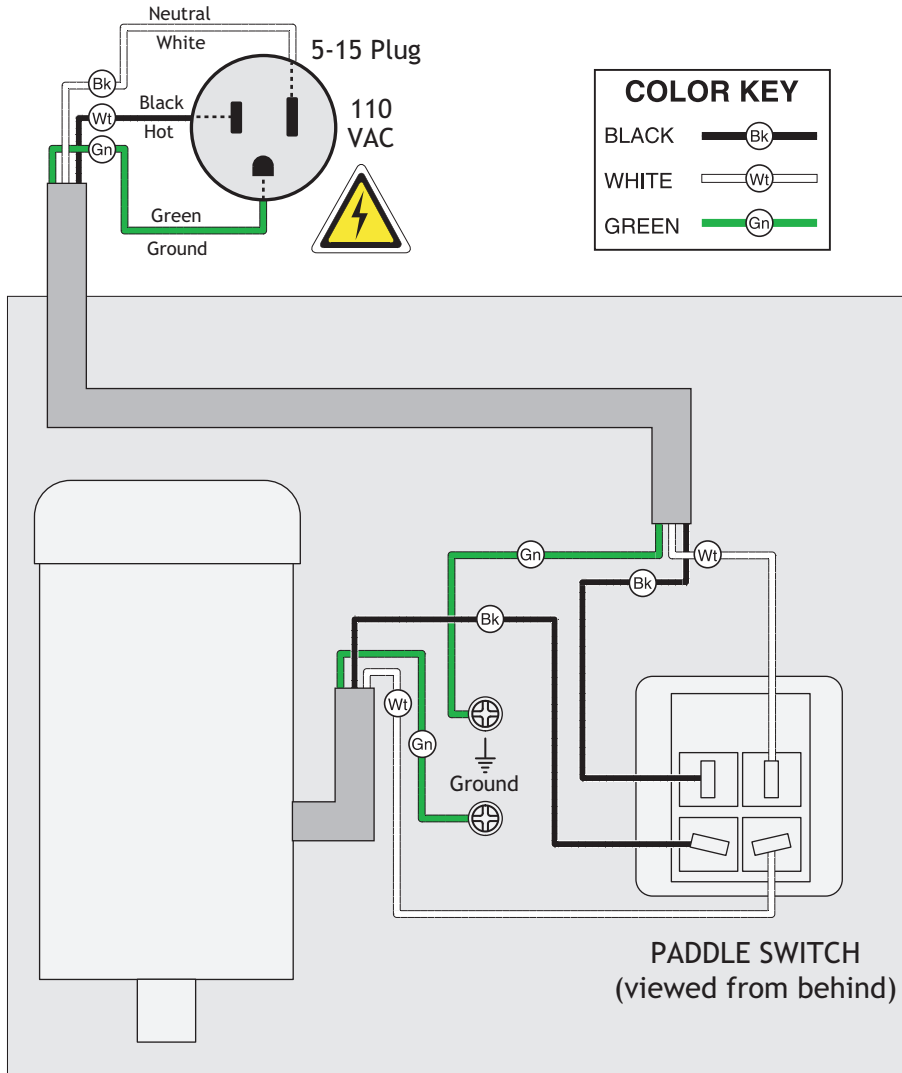 Neutral
White
5-15 Plug
Bk
Black
Wt
Hot
110
VAC
Gn
Green
Ground
COLOR KEY
BLACK Bk
WHITE Wt
GREEN Gn
Gn
Wt
Bk
Bk
Wt
Gn
Ground
PADDLE SWITCH
(viewed from behind)